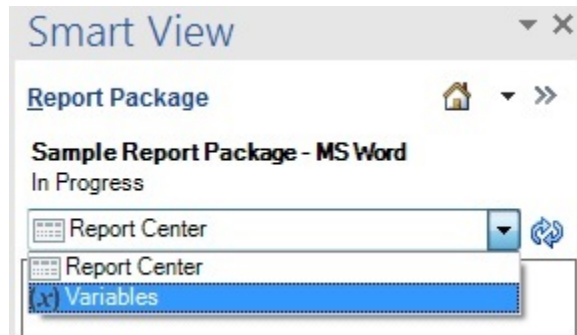 Smart View
Report Package
Sample Report Package - MS Word
In Progress
Report Center
Report Center
(x) Variables